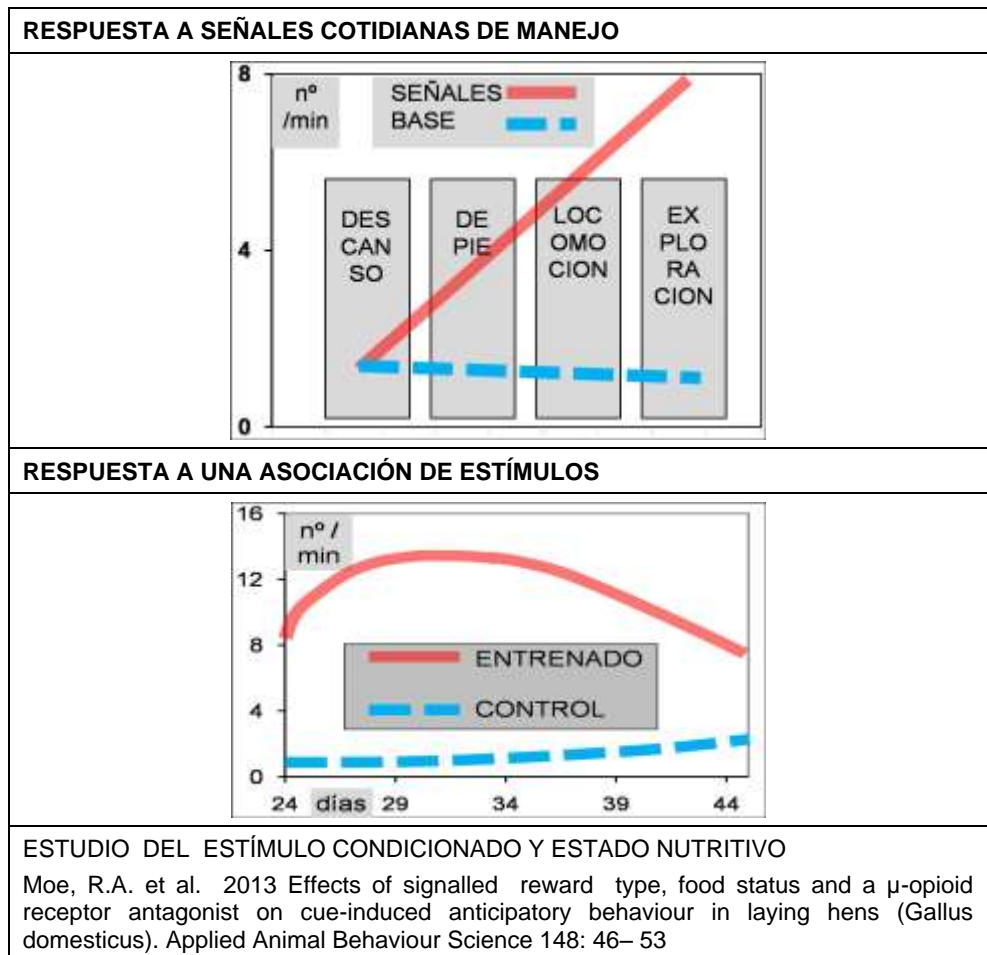 RESPUESTA A SEÑALES COTIDIANAS DE MANEJO
8
nº
/min
SEÑALES
BASE
4
0
DES
CAN
SO
DE
PIE
LOC
OMO
CION
EX
PLO
RA
CION
RESPUESTA A UNA ASOCIACIÓN DE ESTÍMULOS
16
nº /
min
12
8
4
0
ENTRENADO
CONTROL
24 días 29 34 39 44
ESTUDIO DEL ESTÍMULO CONDICIONADO Y ESTADO NUTRITIVO
Moe, R.A. et al. 2013 Effects of signalled reward type, food status and a µ-opioid
receptor antagonist on cue-induced anticipatory behaviour in laying hens (Gallus
domesticus). Applied Animal Behaviour Science 148: 46– 53